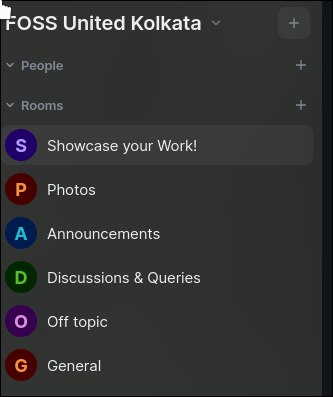 FOSS United Kolkata
People
Rooms
S Showcase your Work!
P Photos
A Announcements
D Discussions & Queries
O Off topic
G General